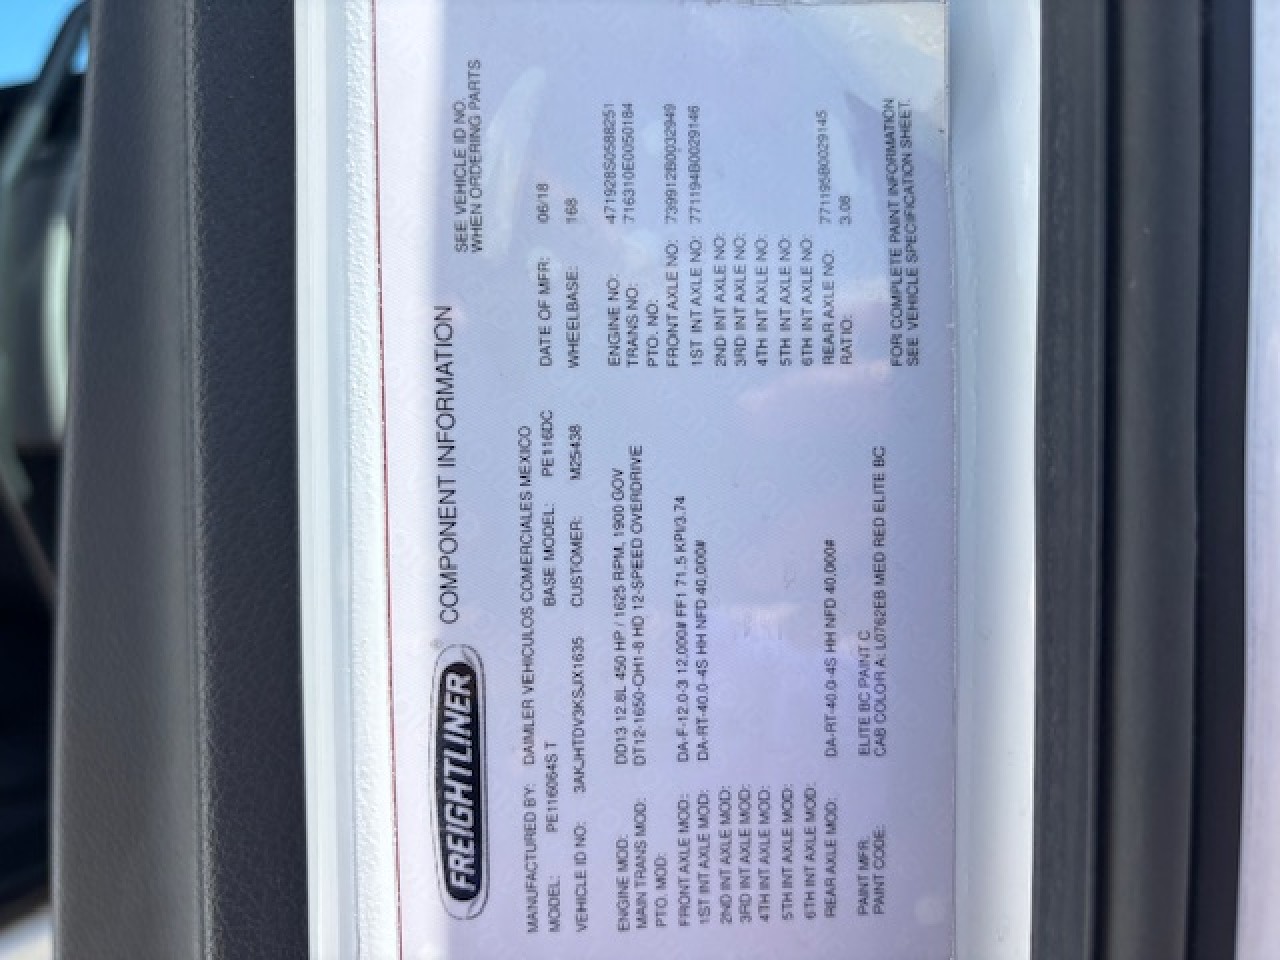 FREIGHTLINER® COMPONENT INFORMATION
SEE VEHICLE ID NO.
WHEN ORDERING PARTS
MANUFACTURED BY: DAIMLER VEHICULOS COMERCIALES MEXICO
MODEL: PE116064S T BASE MODEL: PE116DC DATE OF MFR: 06/18
VEHICLE ID NO: 3AKJHTDV3KSJX1635 CUSTOMER: M25438 WHEELBASE: 168
ENGINE MOD: DD13 12.8L 450 HP / 1625 RPM, 1900 GOV ENGINE NO: 471928S0588251
MAIN TRANS MOD: DT12-1650-OH1-8 HD 12-SPEED OVERDRIVE TRANS NO: 716310E0050184
PTO. MOD: PTO. NO:
FRONT AXLE MOD: DA-F-12.0-3 12,000# FF1 71.5 KPI/3.74 FRONT AXLE NO: 739912B0032949
1ST INT AXLE MOD: DA-RT-40.0-4S HH NFD 40,000# 1ST INT AXLE NO: 771194B0029146
2ND INT AXLE MOD: 2ND INT AXLE NO:
3RD INT AXLE MOD: 3RD INT AXLE NO:
4TH INT AXLE MOD: 4TH INT AXLE NO:
5TH INT AXLE MOD: 5TH INT AXLE NO:
6TH INT AXLE MOD: 6TH INT AXLE NO:
REAR AXLE MOD: DA-RT-40.0-4S HH NFD 40,000# REAR AXLE NO: 771195B0029145
RATIO: 3.08
PAINT MFR: ELITE BC PAINT C
PAINT CODE: CAB COLOR A: L0762EB MED RED ELITE BC
FOR COMPLETE PAINT INFORMATION
SEE VEHICLE SPECIFICATION SHEET.